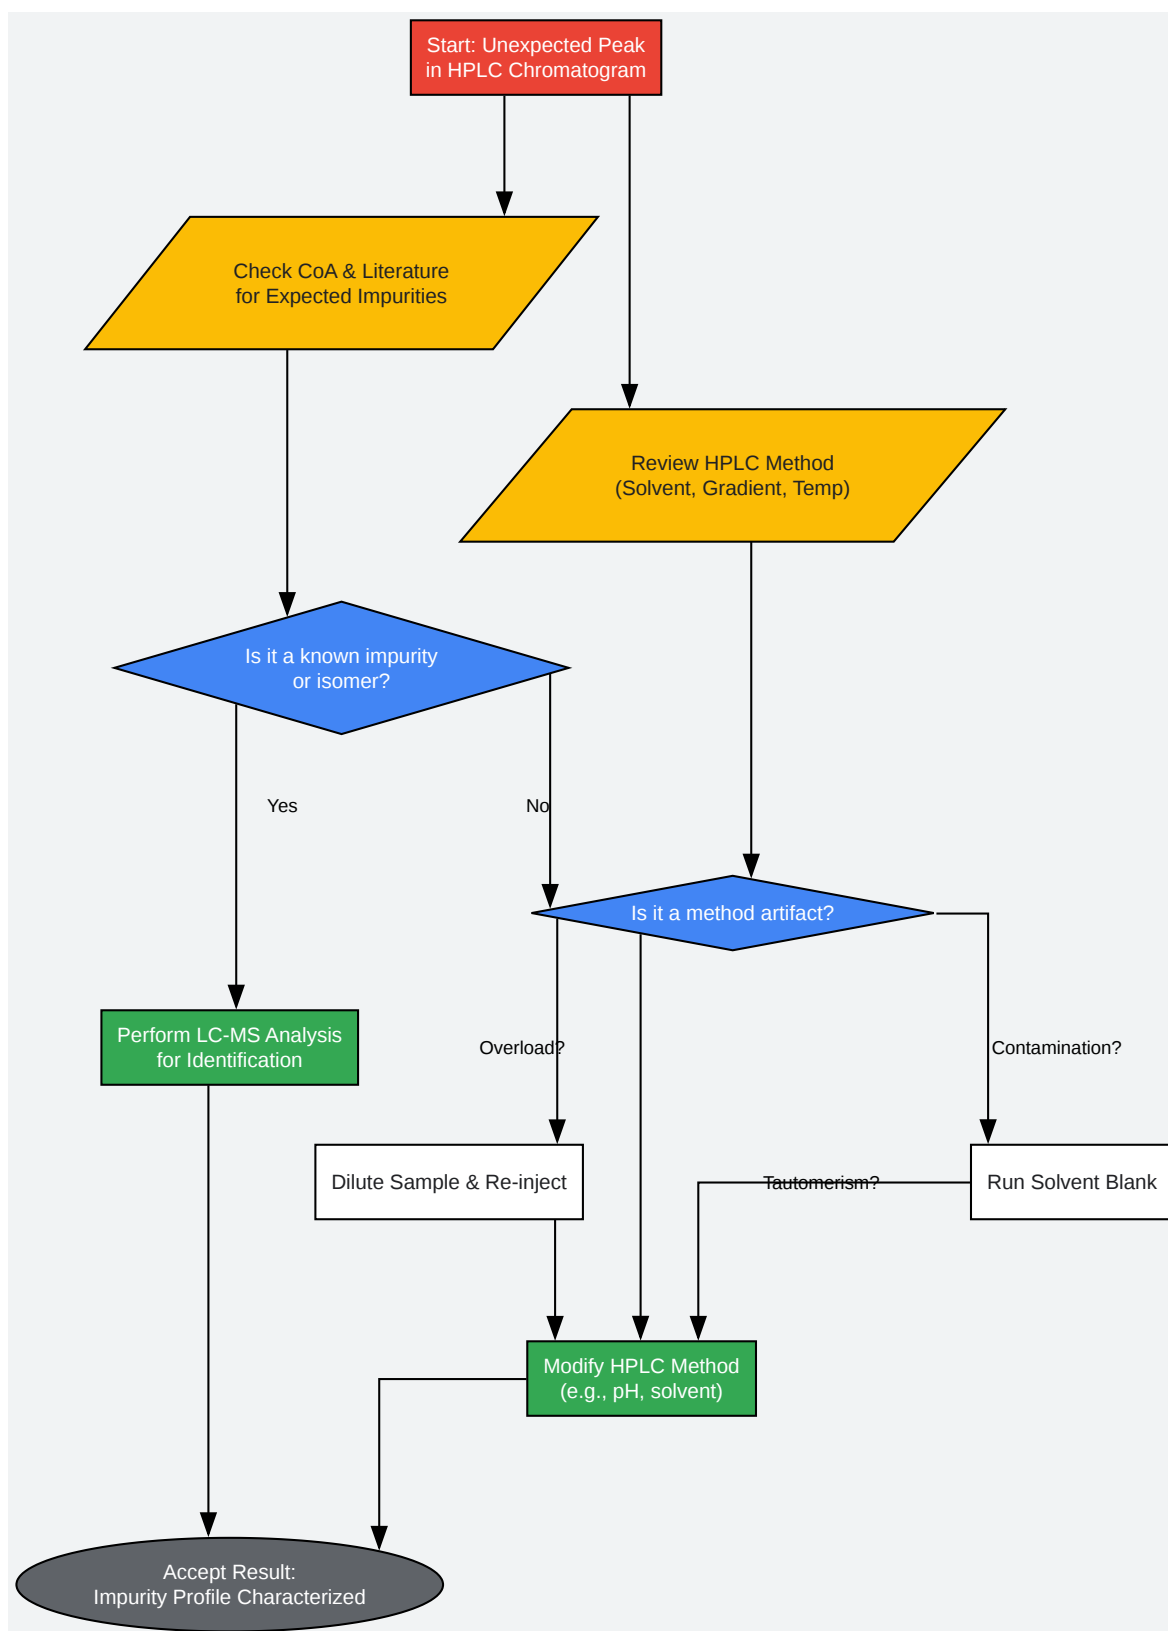 Start: Unexpected Peak
in HPLC Chromatogram
Check CoA & Literature
for Expected Impurities
Review HPLC Method
(Solvent, Gradient, Temp)
Is it a known impurity
or isomer?
Yes
No
Is it a method artifact?
Perform LC-MS Analysis
for Identification
Overload?
Contamination?
Dilute Sample & Re-inject
Tautomerism?
Run Solvent Blank
Modify HPLC Method
(e.g., pH, solvent)
Accept Result:
Impurity Profile Characterized